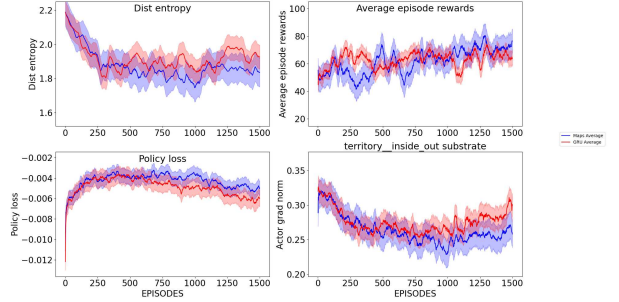 Dist entropy
Dist entropy
2.2
2.0
1.8
1.6
0 250 500 750 1000 1250 1500
Average episode rewards
Average episode rewards
100
80
60
40
20
0 250 500 750 1000 1250 1500
Maps Average
GRU Average
Policy loss
Policy loss
−0.002
−0.004
−0.006
−0.008
−0.010
−0.012
0 250 500 750 1000 1250 1500
EPISODES
territory__inside_out substrate
Actor grad norm
0.35
0.30
0.25
0.20
0 250 500 750 1000 1250 1500
EPISODES